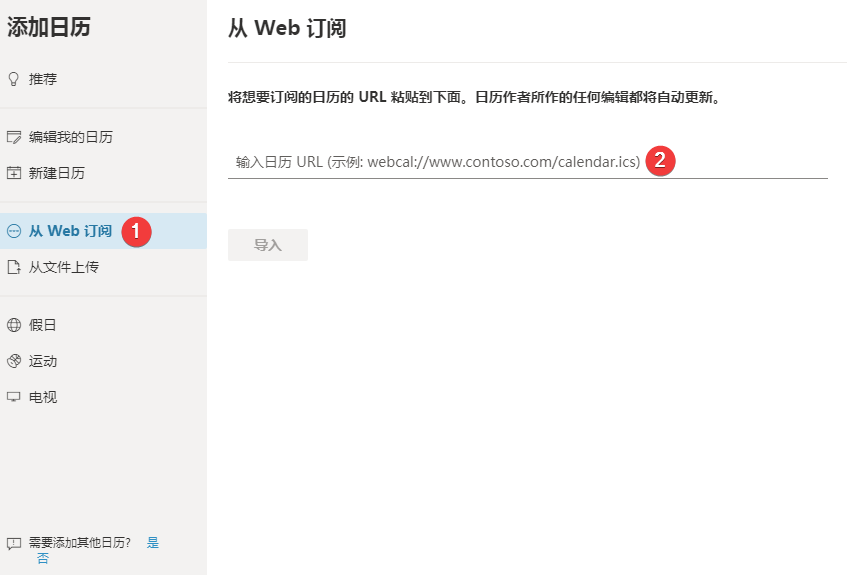 添加日历
推荐
编辑我的日历
新建日历
从 Web 订阅 1
从文件上传
假日
运动
电视
需要添加其他日历? 是
否
从 Web 订阅
将想要订阅的日历的 URL 粘贴到下面。日历作者所作的任何编辑都将自动更新。
输入日历 URL (示例: webcal://www.contoso.com/calendar.ics) 2
导入